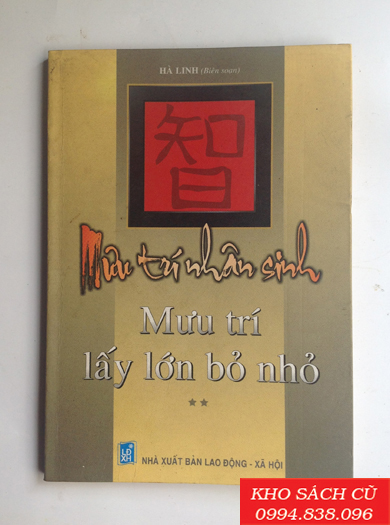 HÀ LINH (Biên soạn)
智
Mưu trí nhân sinh
Mưu trí
lấy lớn bỏ nhỏ
★★
LĐ
XH
NHÀ XUẤT BẢN LAO ĐỘNG - XÃ HỘI
KHO SÁCH CŨ
0994.838.096